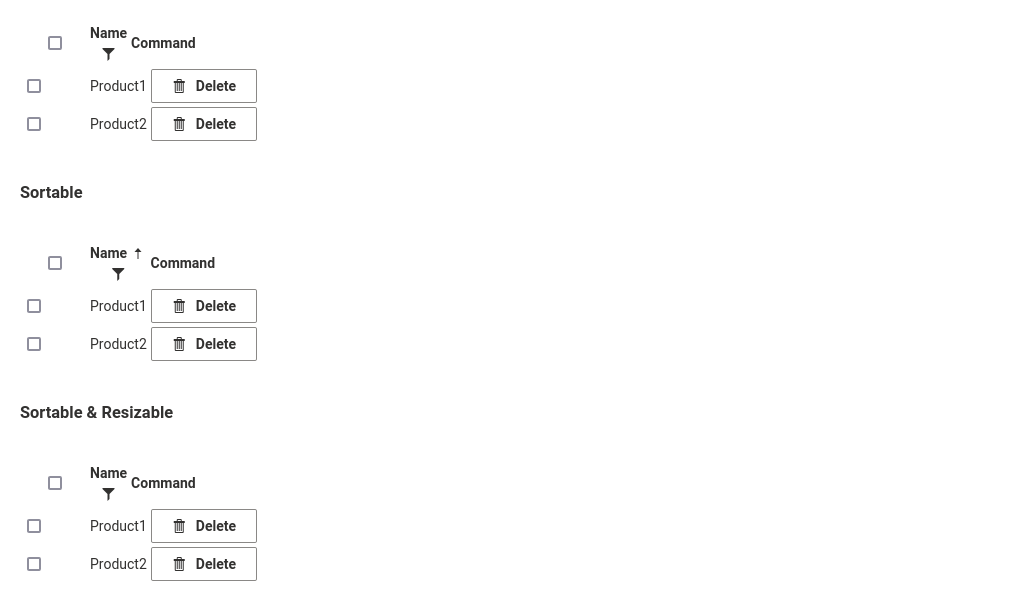 Name
Command
Product1 Delete
Product2 Delete
Sortable
Name ↑
Command
Product1 Delete
Product2 Delete
Sortable & Resizable
Name
Command
Product1 Delete
Product2 Delete